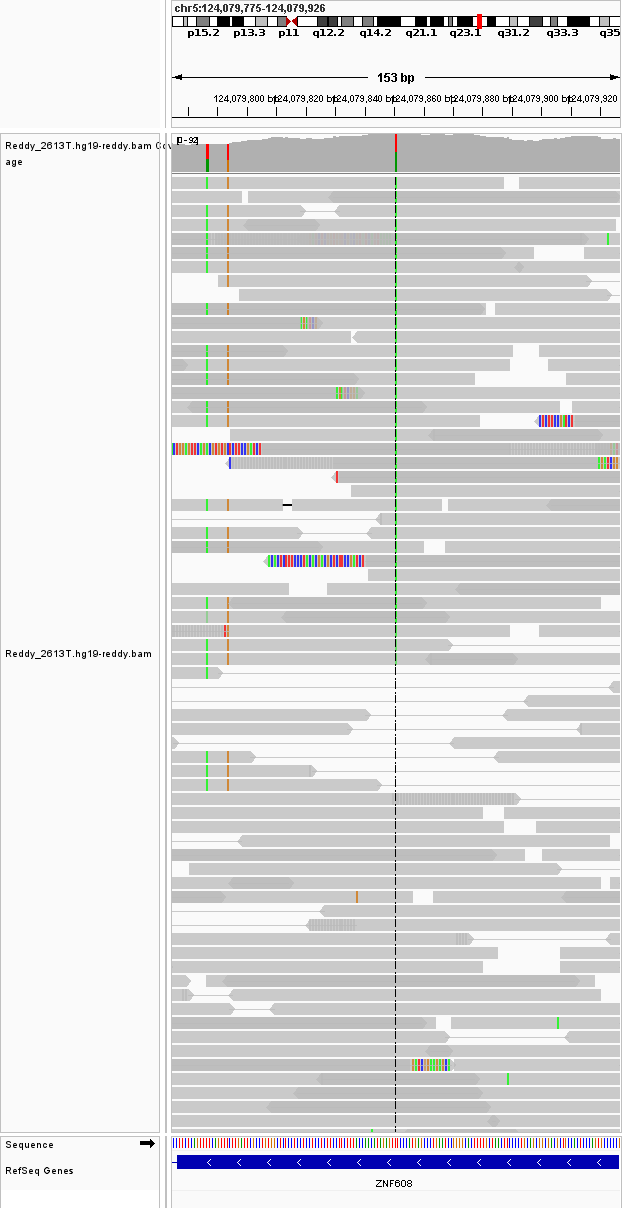 chr5:124,079,775-124,079,926
p15.2 p13.3 p11 q12.2 q14.2 q21.1 q23.1 q31.2 q33.3 q35
153 bp
124,079,800 bp 124,079,820 bp 124,079,840 bp 124,079,860 bp 124,079,880 bp 124,079,900 bp 124,079,920
Reddy_2613T.hg19-reddy.bam Cov
age
Reddy_2613T.hg19-reddy.bam
Sequence
RefSeq Genes
ZNF608